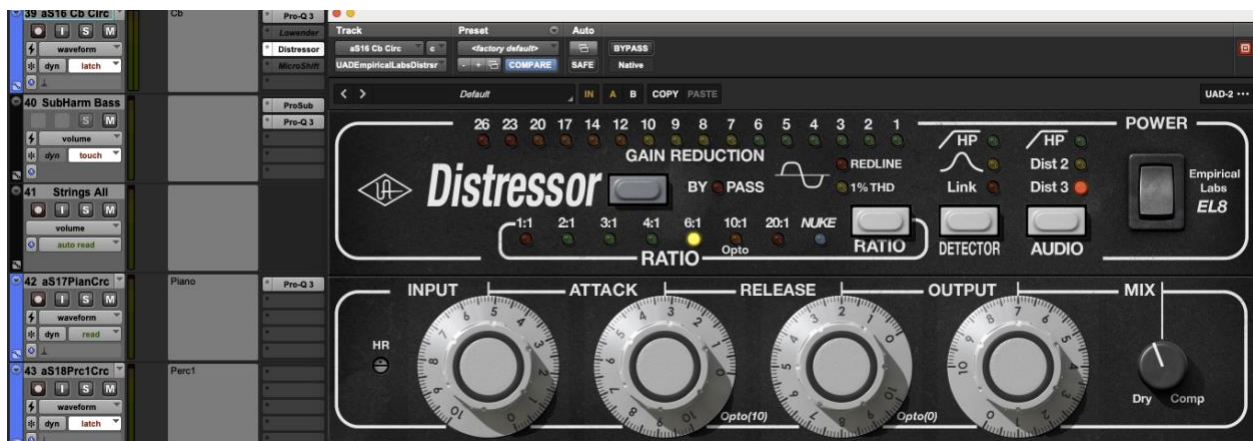 39 aS16 Cb Circ
Cb
Pro-Q 3
I S M
Lowender
waveform
Distressor
dyn latch
MicroShift
40 SubHarm Bass
ProSub
S M
Pro-Q 3
volume
dyn touch
41 Strings All
I S M
volume
auto read
42 aS17PianCrc
Piano
Pro-Q 3
I S M
waveform
dyn read
43 aS18Prc1Crc
Perc1
I S M
waveform
dyn latch
Track Preset Auto
aS16 Cb Circ c <factory default> BYPASS
UADEmpiricalLabsDistrsr - + COMPARE SAFE Native
< > Default IN A B COPY PASTE UAD-2
26 23 20 17 14 12 10 9 8 7 6 5 4 3 2 1
GAIN REDUCTION
HP
HP
POWER
REDLINE
Dist 2
Distressor
BY PASS
1% THD
Link
Dist 3
Empirical
Labs
EL8
1:1 2:1 3:1 4:1 6:1 10:1 20:1 NUKE
Opto
RATIO
RATIO
DETECTOR
AUDIO
INPUT ATTACK RELEASE OUTPUT MIX
HR
Dry Comp
Opto(10) Opto(0)